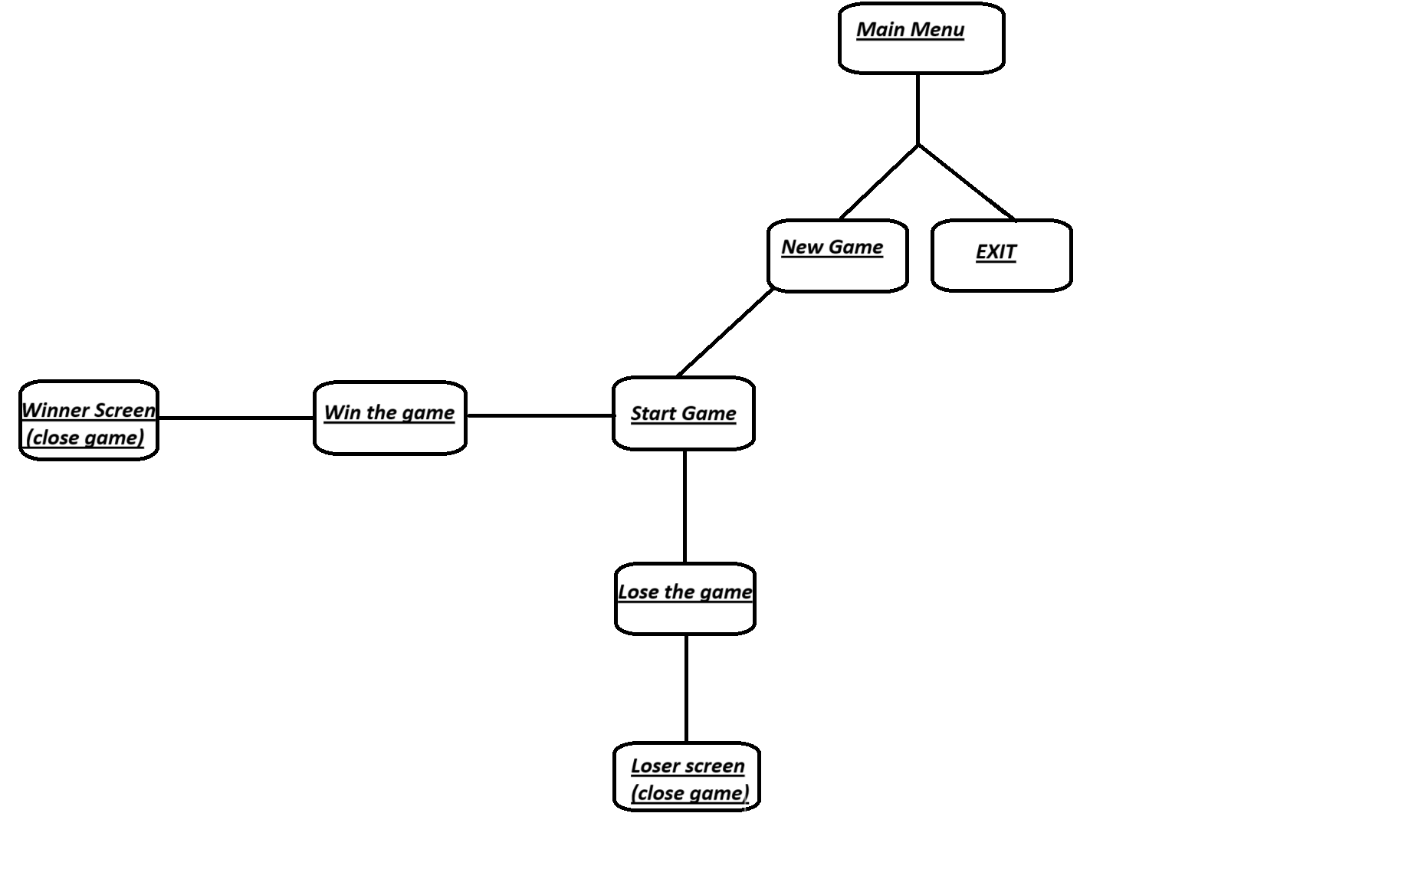 Main Menu
New Game
EXIT
Winner Screen
(close game)
Win the game
Start Game
Lose the game
Loser screen
(close game)